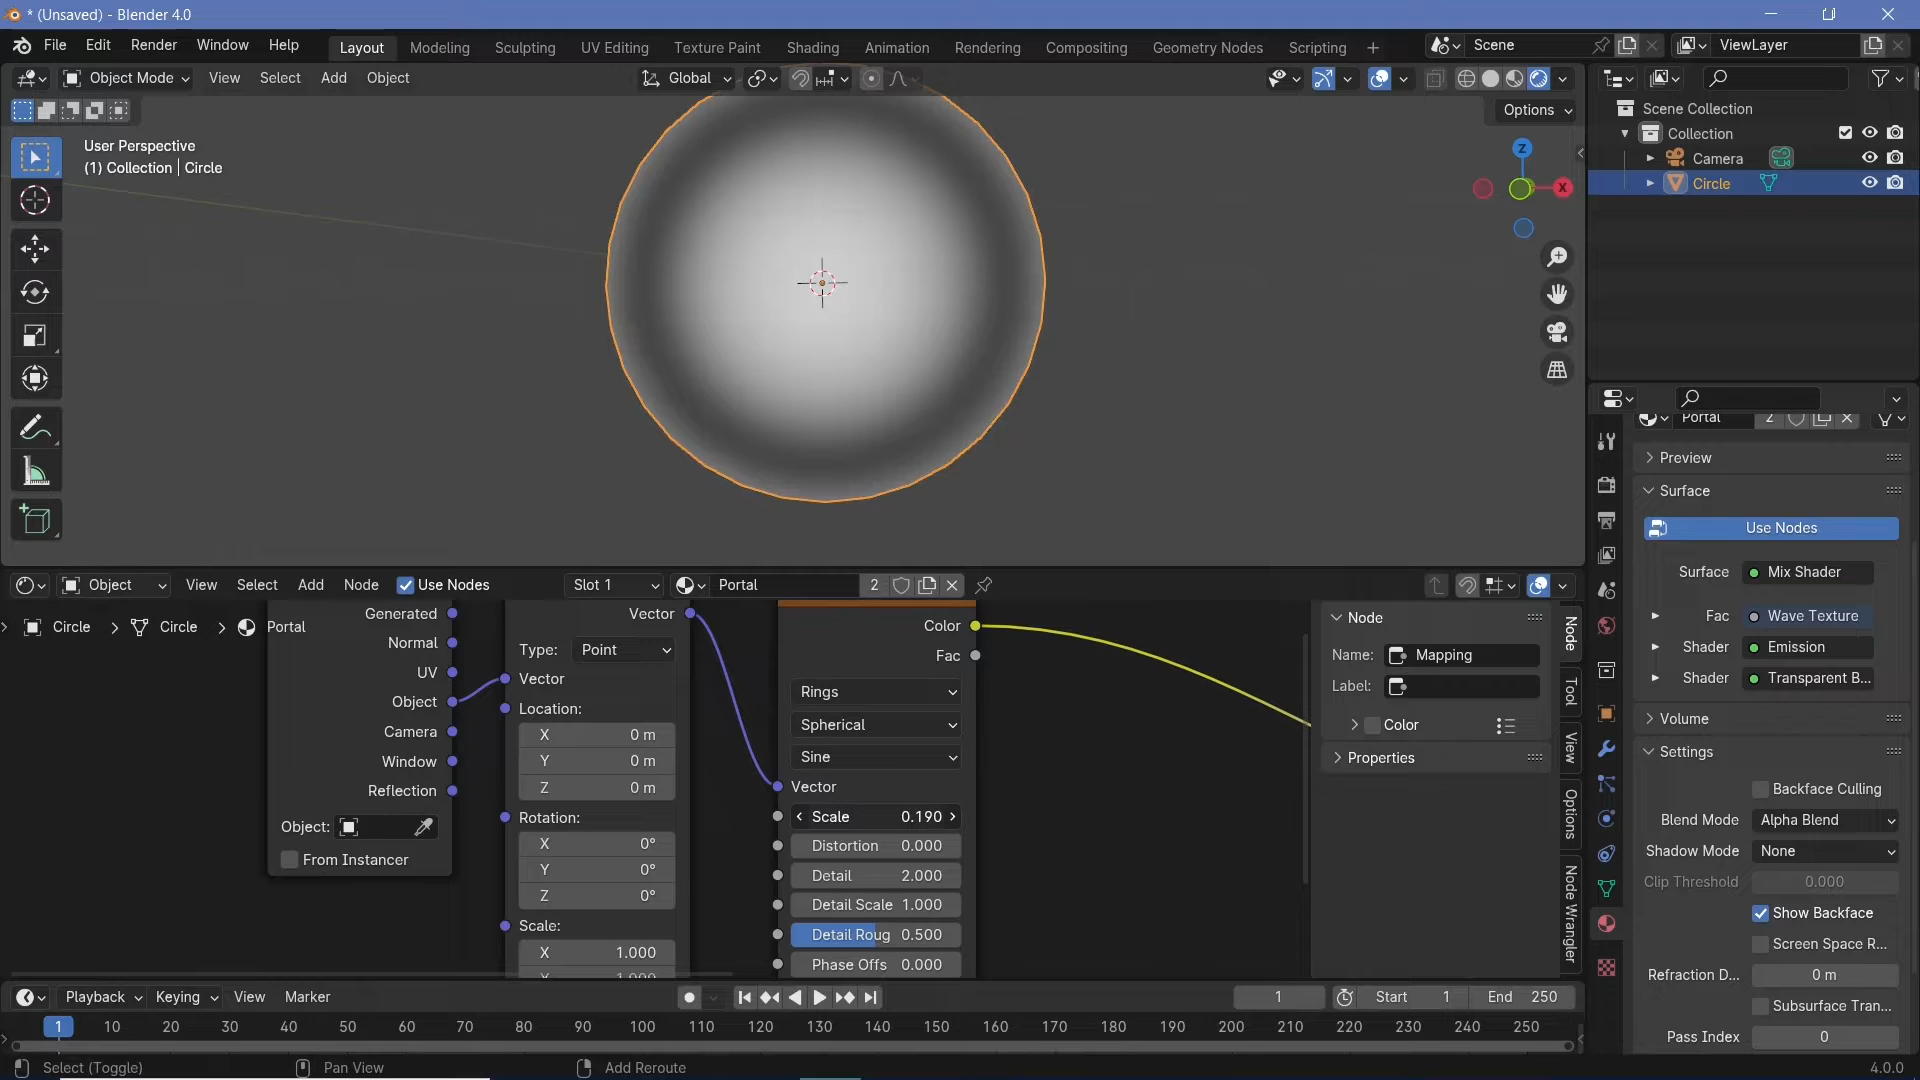 * (Unsaved) - Blender 4.0
File Edit Render Window Help Layout Modeling Sculpting UV Editing Texture Paint Shading Animation Rendering Compositing Geometry Nodes Scripting + Scene ViewLayer
Object Mode View Select Add Object Global
Options
User Perspective
(1) Collection | Circle
Z
X
Scene Collection
Collection
Camera
Circle
Portal 2
Preview
Surface
Use Nodes
Surface Mix Shader
Fac Wave Texture
Shader Emission
Shader Transparent B...
Volume
Settings
Backface Culling
Blend Mode Alpha Blend
Shadow Mode None
Clip Threshold 0.000
Show Backface
Screen Space R...
Refraction D... 0 m
Subsurface Tran...
Pass Index 0
Object View Select Add Node Use Nodes Slot 1 Portal 2
Circle > Circle > Portal
Generated
Normal
UV
Object
Camera
Window
Reflection
Object:
From Instancer
Vector
Type: Point
Vector
Location:
X 0 m
Y 0 m
Z 0 m
Rotation:
X 0°
Y 0°
Z 0°
Scale:
X 1.000
Y 1.000
Color
Fac
Rings
Spherical
Sine
Vector
Scale 0.190
Distortion 0.000
Detail 2.000
Detail Scale 1.000
Detail Roug 0.500
Phase Offs 0.000
Node
Name: Mapping
Label:
Color
Properties
Node
Tool
View
Options
Node Wrangler
Playback Keying View Marker 1 Start 1 End 250
1 10 20 30 40 50 60 70 80 90 100 110 120 130 140 150 160 170 180 190 200 210 220 230 240 250
Select (Toggle) Pan View Add Reroute 4.0.0